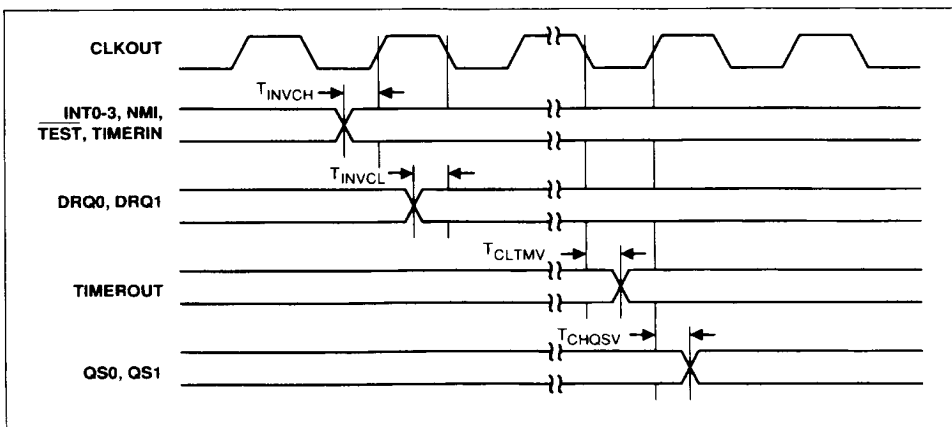 CLKOUT
T_INVCH
INT0-3, NMI,
TEST, TIMERIN
T_INVCL
DRQ0, DRQ1
T_CLTMV
TIMEROUT
T_CHQSV
QS0, QS1